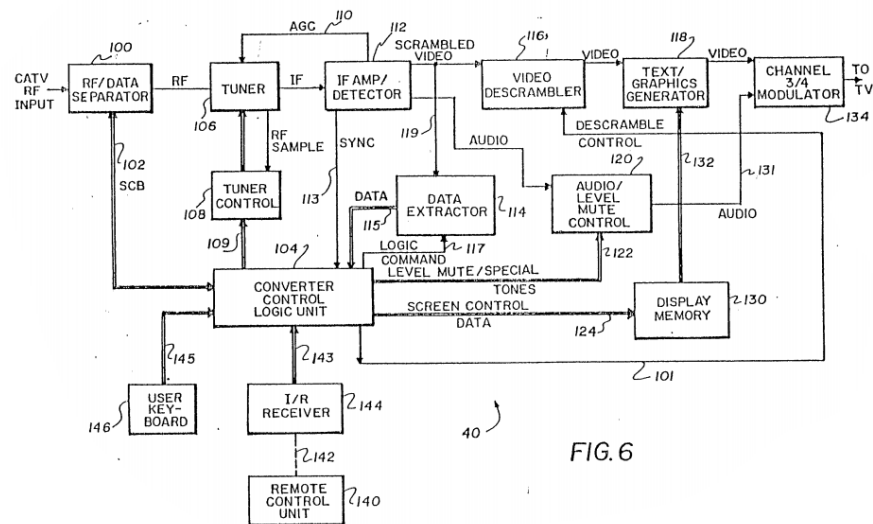 110
AGC
112
SCRAMBLED
VIDEO
116
VIDEO
118
VIDEO
100
CATV
RF
INPUT
RF/DATA
SEPARATOR
RF
TUNER
106
IF
IF AMP/
DETECTOR
VIDEO
DESCRAMBLER
TEXT/
GRAPHICS
GENERATOR
CHANNEL
3/4
MODULATOR
134
TO
TV
102
SCB
RF
SAMPLE
SYNC
113
119
AUDIO
DESCRAMBLE
CONTROL
132
131
TUNER
CONTROL
108
109
DATA
115
DATA
EXTRACTOR
114
120
AUDIO/
LEVEL
MUTE
CONTROL
AUDIO
104
LOGIC
COMMAND
117
LEVEL MUTE/SPECIAL
TONES
122
CONVERTER
CONTROL
LOGIC UNIT
SCREEN CONTROL
DATA
124
DISPLAY
MEMORY
130
145
143
101
USER
KEY-
BOARD
146
I/R
RECEIVER
144
40
142
REMOTE
CONTROL
UNIT
140
FIG. 6